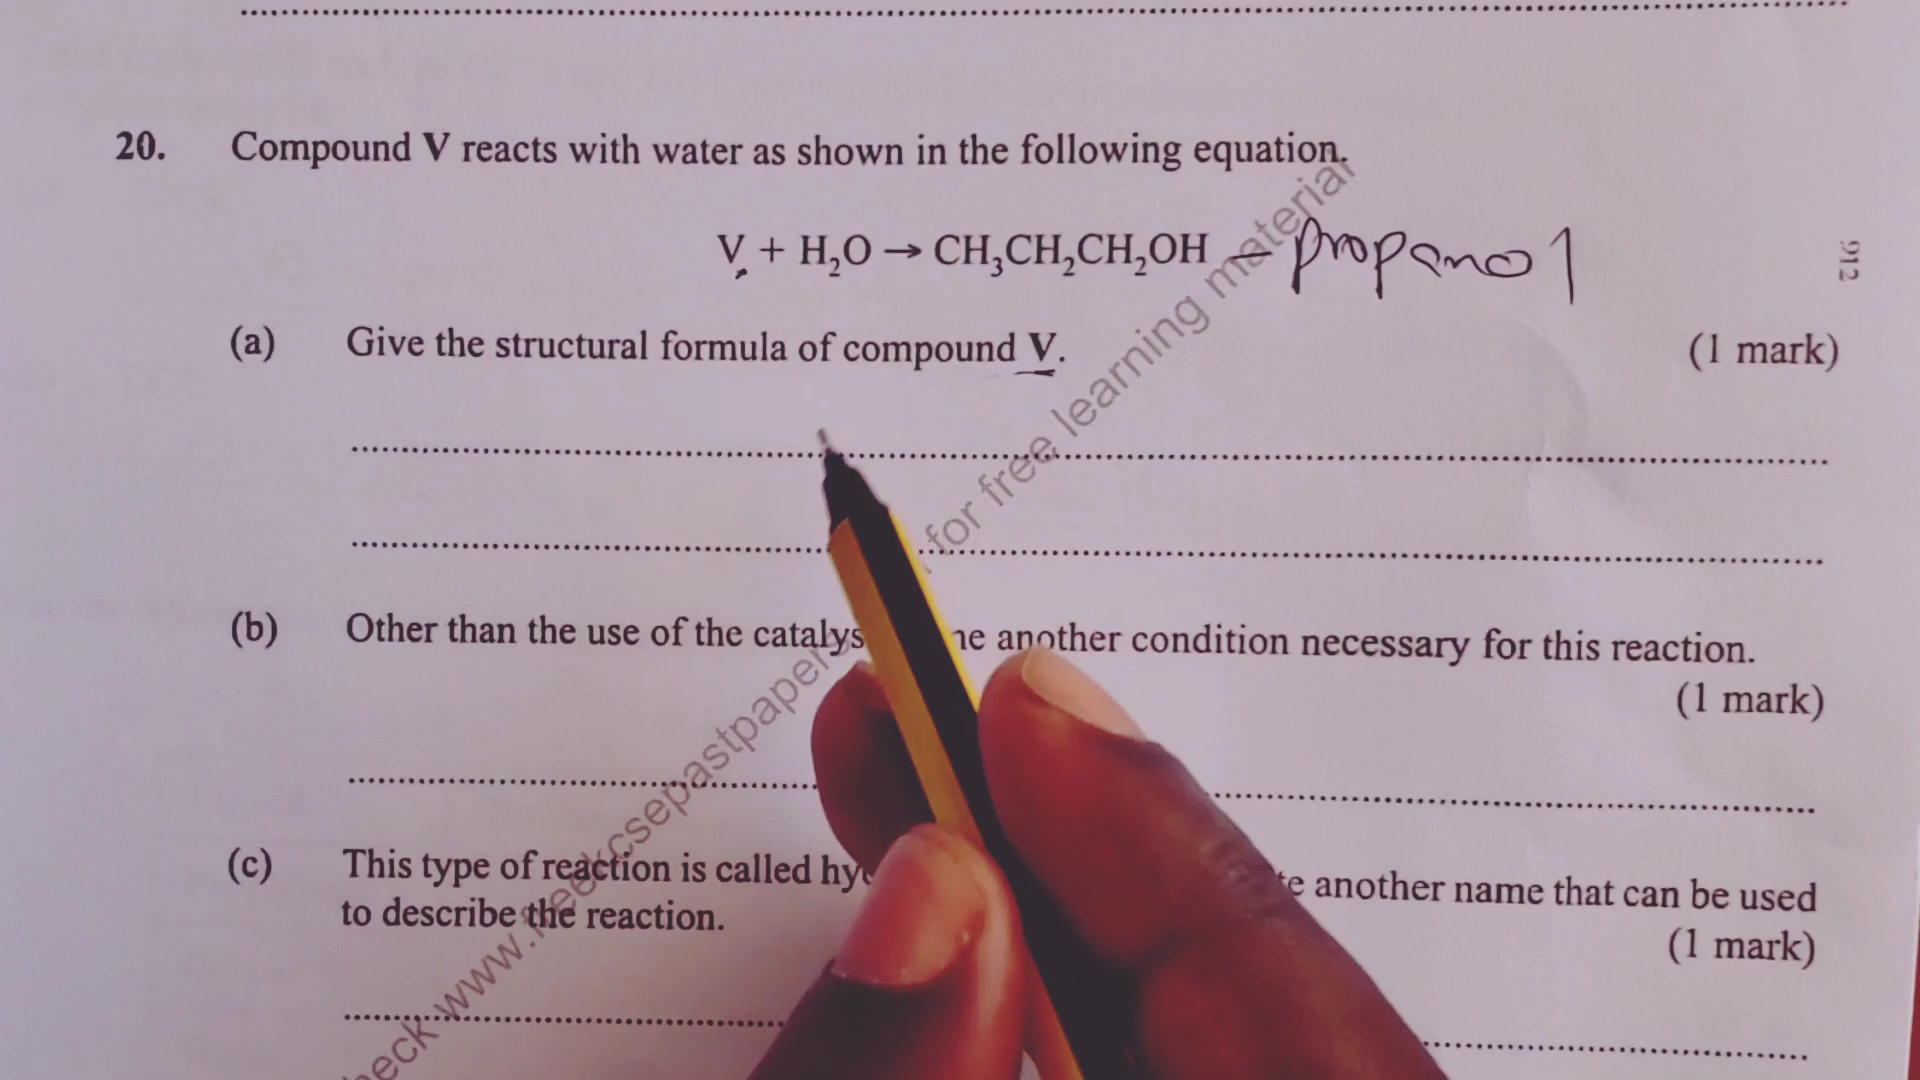 20. Compound V reacts with water as shown in the following equation.
V + H₂O → CH₃CH₂CH₂OH – propanol
912
(a) Give the structural formula of compound V. (1 mark)
for free learning material
(b) Other than the use of the another condition necessary for this reaction.
(1 mark)
(c) This type of reaction is called another name that can be used
to describe the reaction.
(1 mark)